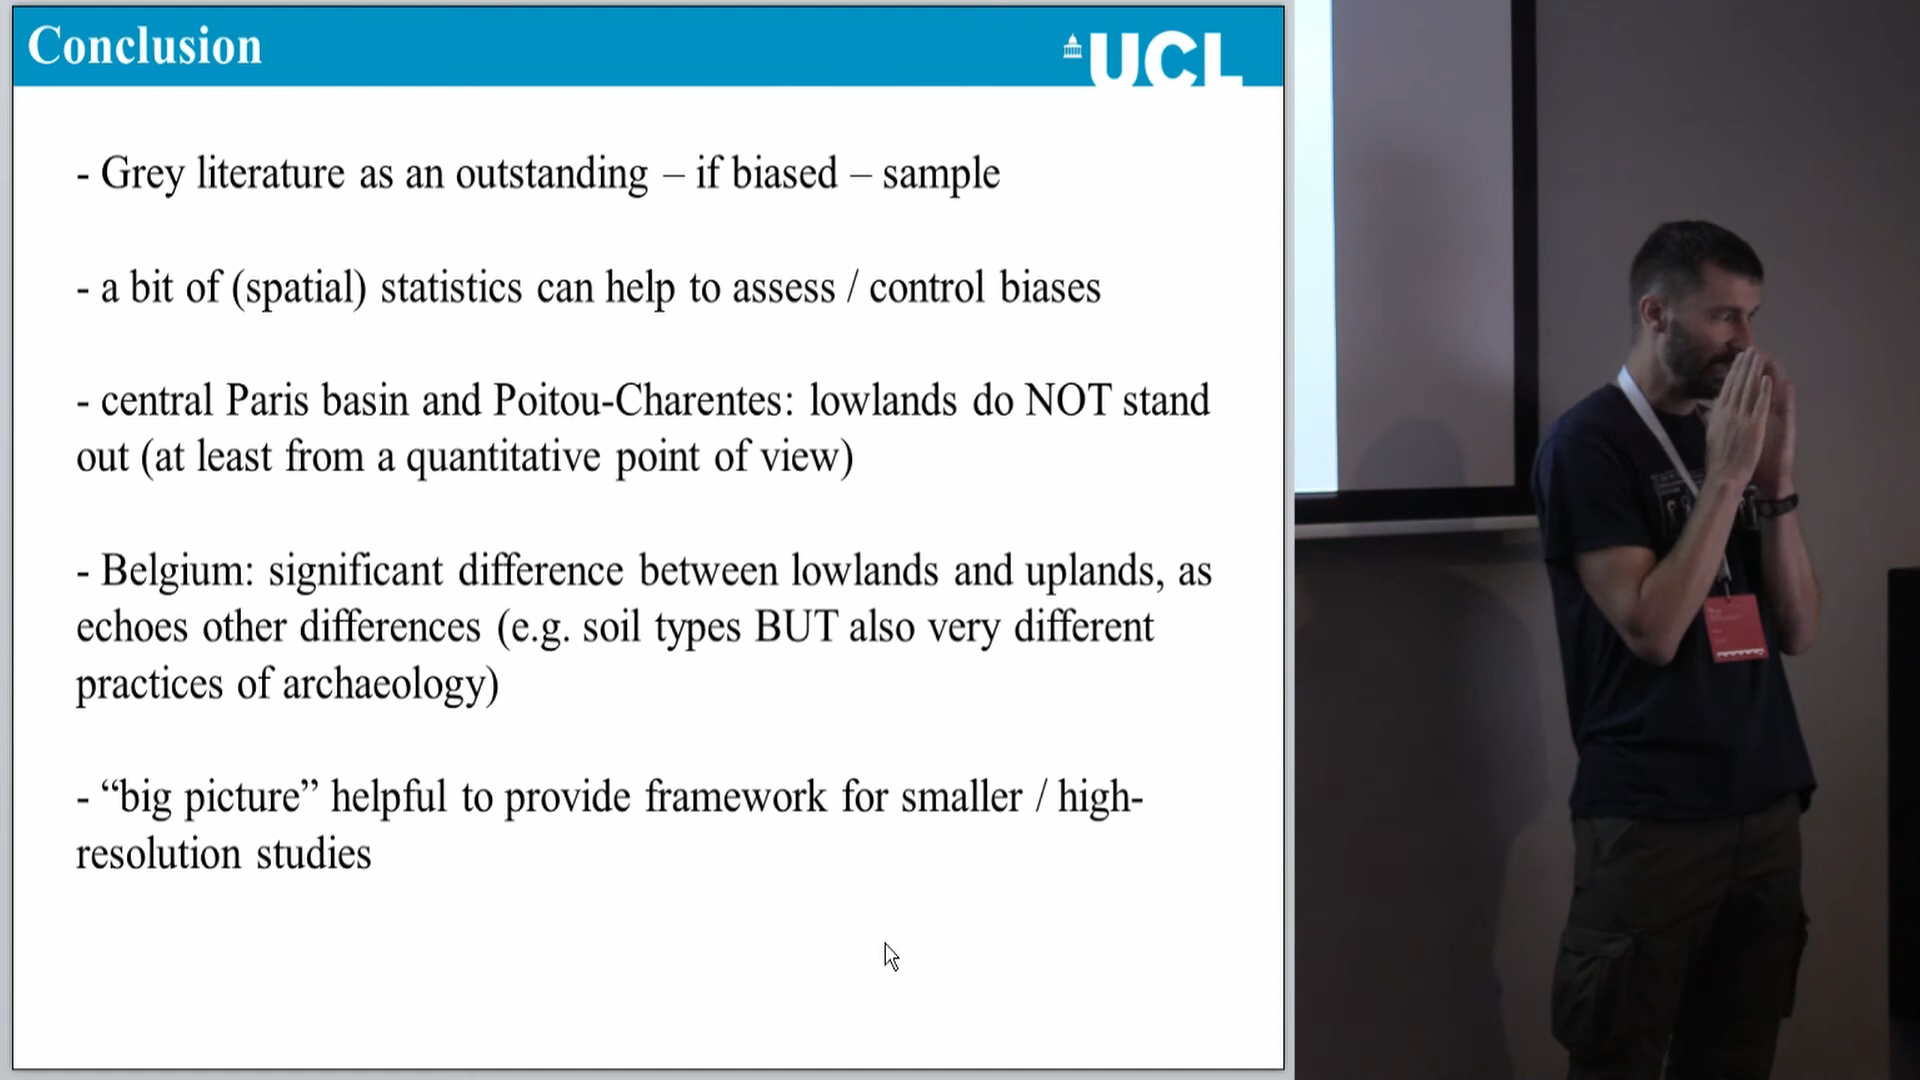 Conclusion
UCL
- Grey literature as an outstanding – if biased – sample
- a bit of (spatial) statistics can help to assess / control biases
- central Paris basin and Poitou-Charentes: lowlands do NOT stand
out (at least from a quantitative point of view)
- Belgium: significant difference between lowlands and uplands, as
echoes other differences (e.g. soil types BUT also very different
practices of archaeology)
- “big picture” helpful to provide framework for smaller / high-
resolution studies